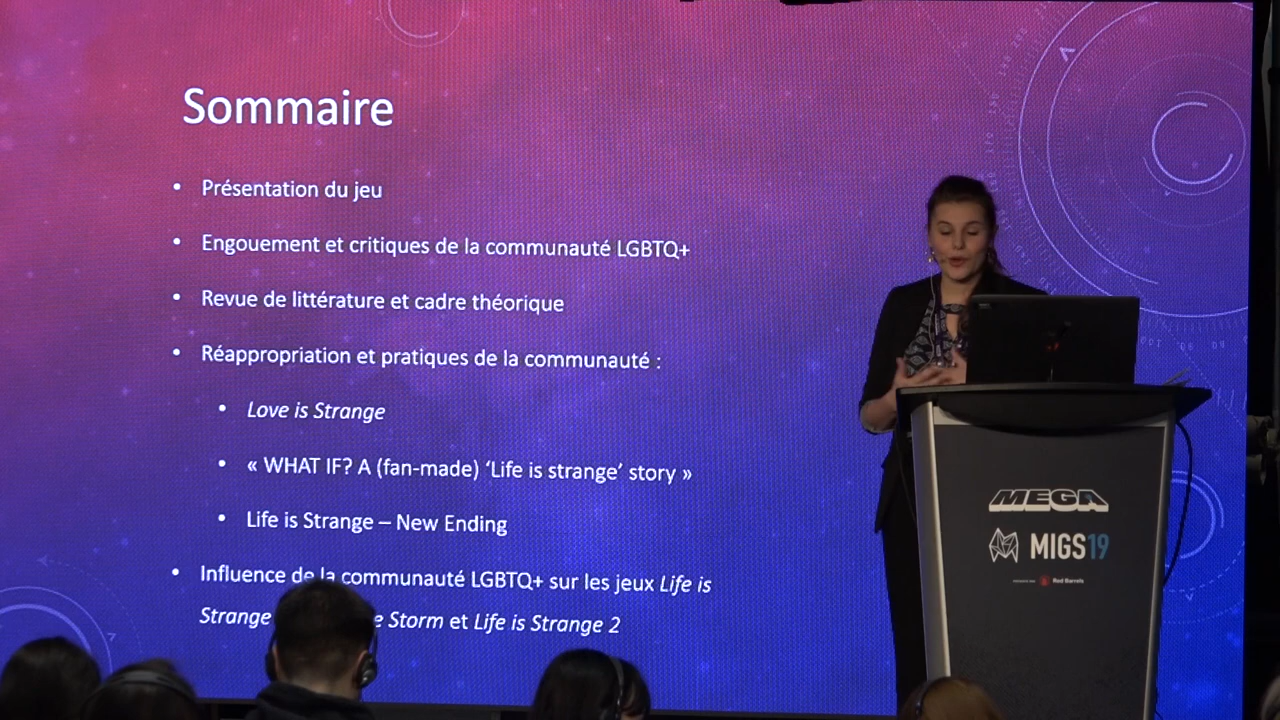 Sommaire
• Présentation du jeu
• Engouement et critiques de la communauté LGBTQ+
• Revue de littérature et cadre théorique
• Réappropriation et pratiques de la communauté :
• Love is Strange
• « WHAT IF? A (fan-made) ‘Life is strange’ story »
• Life is Strange – New Ending
• Influence de la communauté LGBTQ+ sur les jeux Life is
Strange Storm et Life is Strange 2
MEGA
MIGS19
Red Barrels